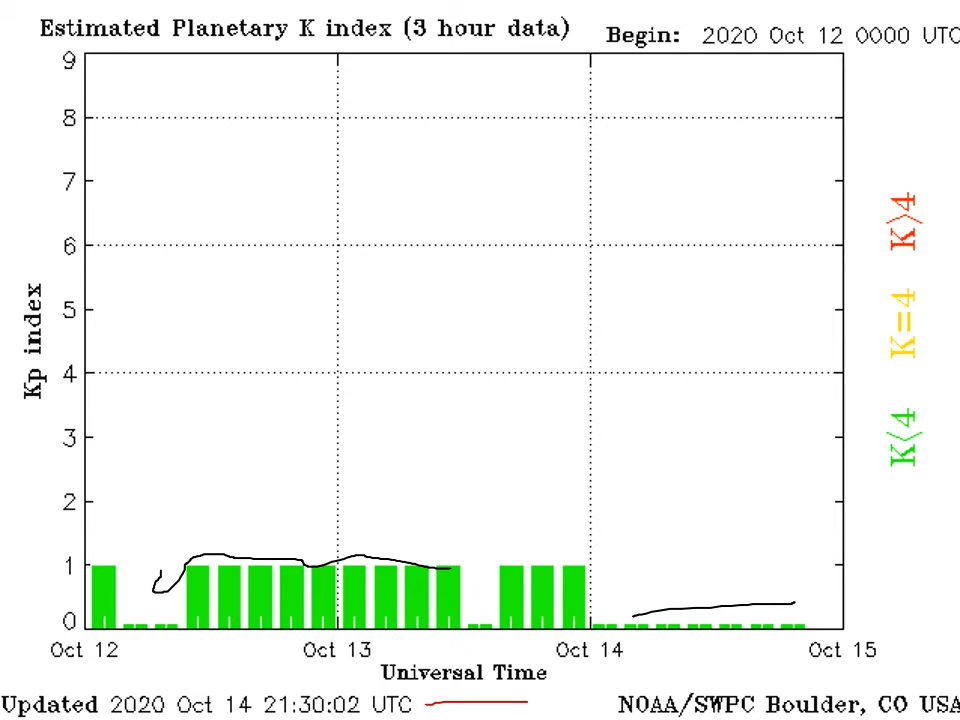 Estimated Planetary K index (3 hour data)
Begin: 2020 Oct 12 0000 UTC
9
8
7
6
5
4
3
2
1
0
Kp index
K>4
K=4
K<4
Oct 12 Oct 13 Oct 14 Oct 15
Universal Time
Updated 2020 Oct 14 21:30:02 UTC
NOAA/SWPC Boulder, CO USA